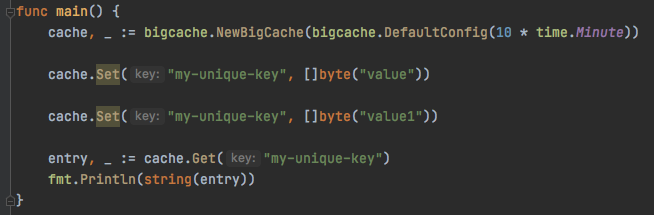 func main() {
cache, _ := bigcache.NewBigCache(bigcache.DefaultConfig(10 * time.Minute))
cache.Set( key: "my-unique-key", []byte("value"))
cache.Set( key: "my-unique-key", []byte("value1"))
entry, _ := cache.Get( key: "my-unique-key")
fmt.Println(string(entry))
}